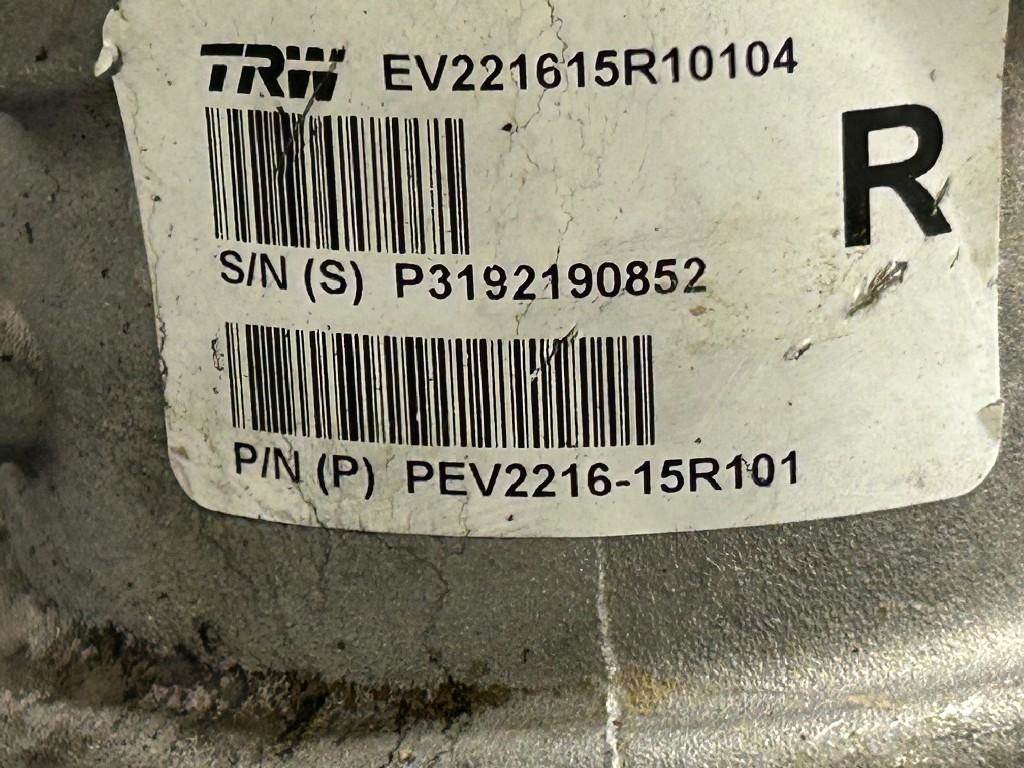 TRW EV221615R10104
R
S/N (S) P3192190852
P/N (P) PEV2216-15R101